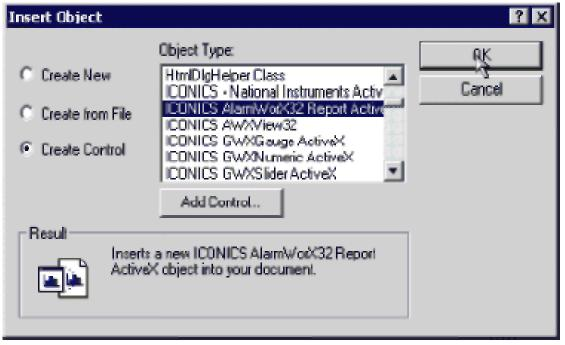 Insert Object
Object Type:
Create New
Create from File
Create Control
HtmlDlgHelper Class
ICONICS - National Instruments Activ
ICONICS AlarmWorX32 Report Active
ICONICS AWXView32
ICONICS GWXGauge ActiveX
ICONICS GWXNumeric ActiveX
ICONICS GWXSlider ActiveX
OK
Cancel
Add Control...
Result
Inserts a new ICONICS AlarmWorX32 Report
ActiveX object into your document.